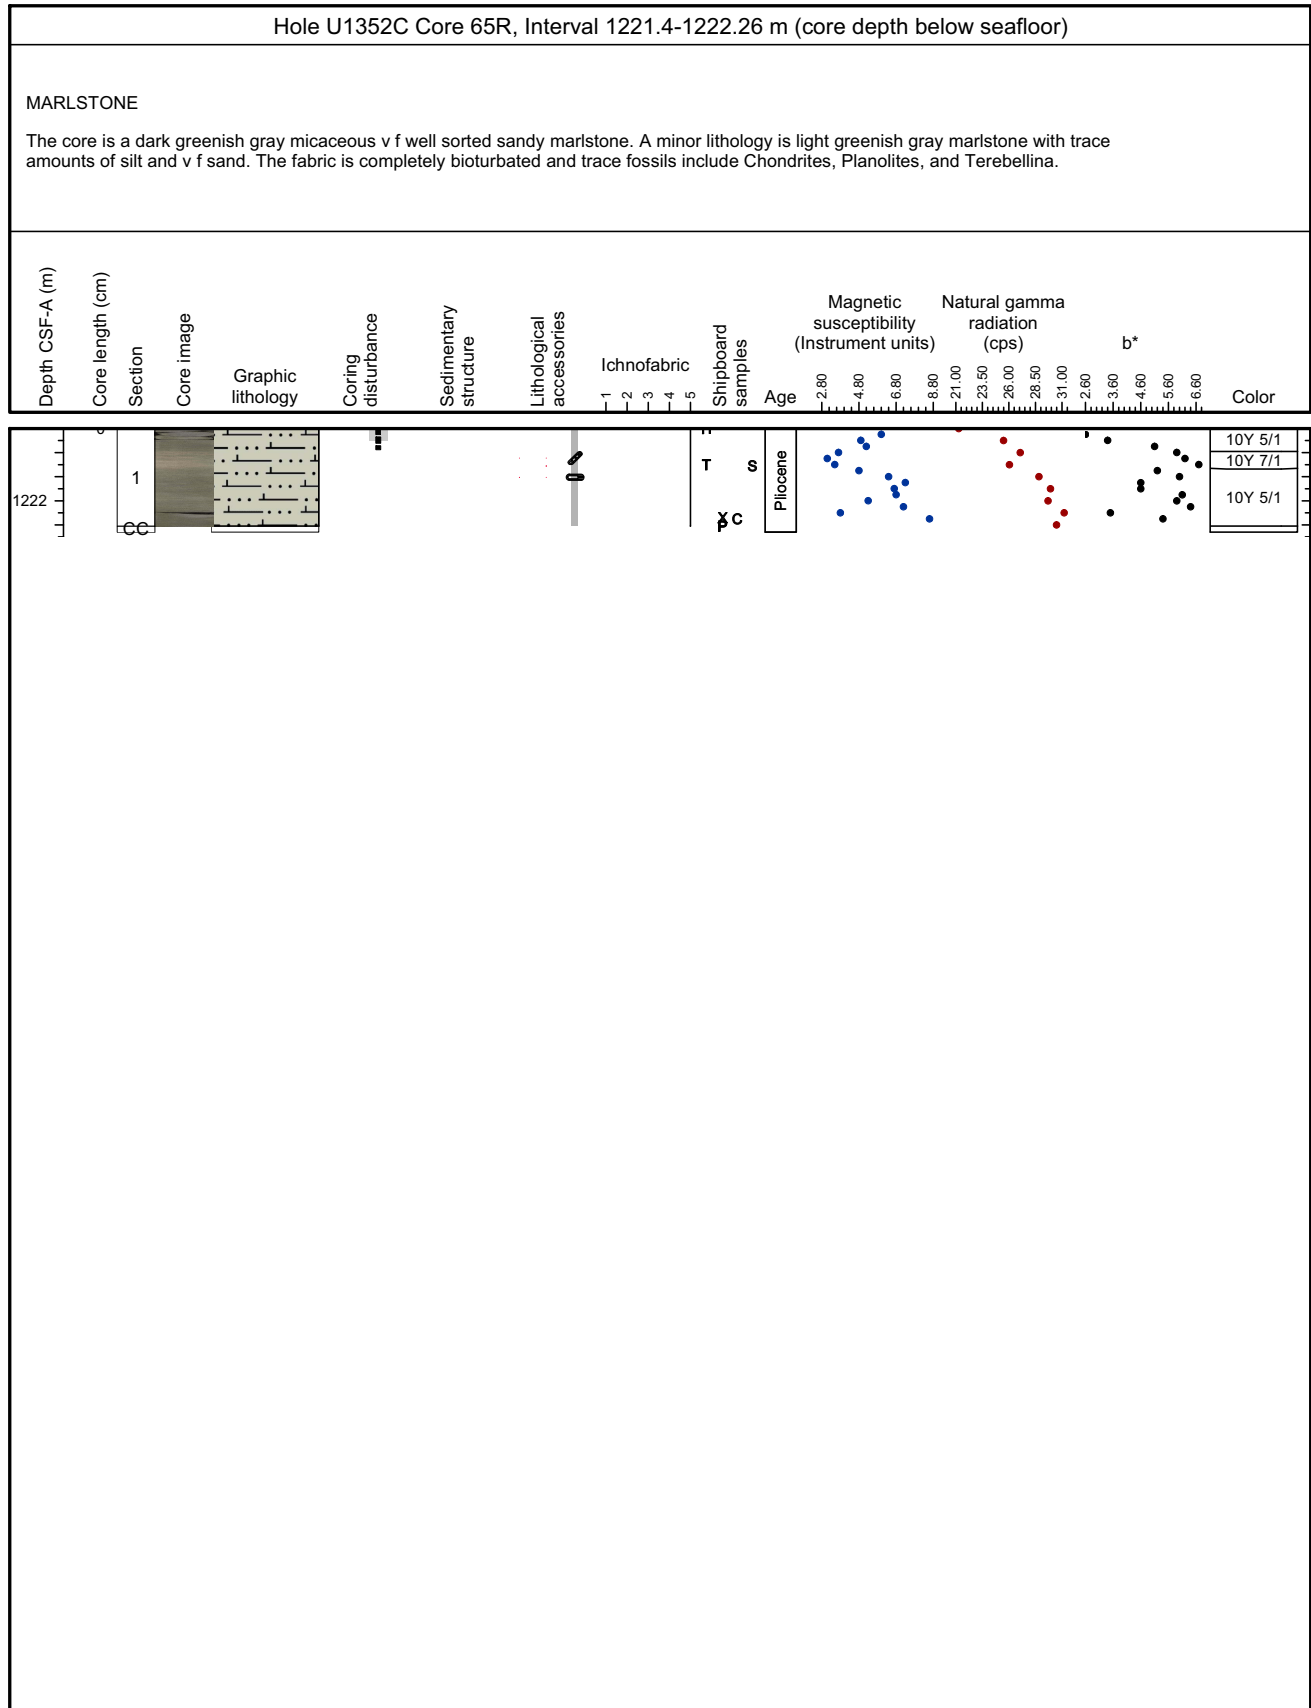 Hole U1352C Core 65R, Interval 1221.4-1222.26 m (core depth below seafloor)
MARLSTONE
The core is a dark greenish gray micaceous v f well sorted sandy marlstone. A minor lithology is light greenish gray marlstone with trace
amounts of silt and v f sand. The fabric is completely bioturbated and trace fossils include Chondrites, Planolites, and Terebellina.
Depth CSF-A (m)
Core length (cm)
Section
Core image
Graphic
lithology
Coring
disturbance
Sedimentary
structure
Lithological
accessories
Ichnofabric
1 2 3 4 5
Shipboard
samples
Age
Magnetic
susceptibility
(Instrument units)
2.80 4.80 6.80 8.80
Natural gamma
radiation
(cps)
21.00 23.50 26.00 28.50 31.00
b*
2.60 3.60 4.60 5.60 6.60
Color
10Y 5/1
T S
10Y 7/1
1
Pliocene
1222
10Y 5/1
X C
P
CC